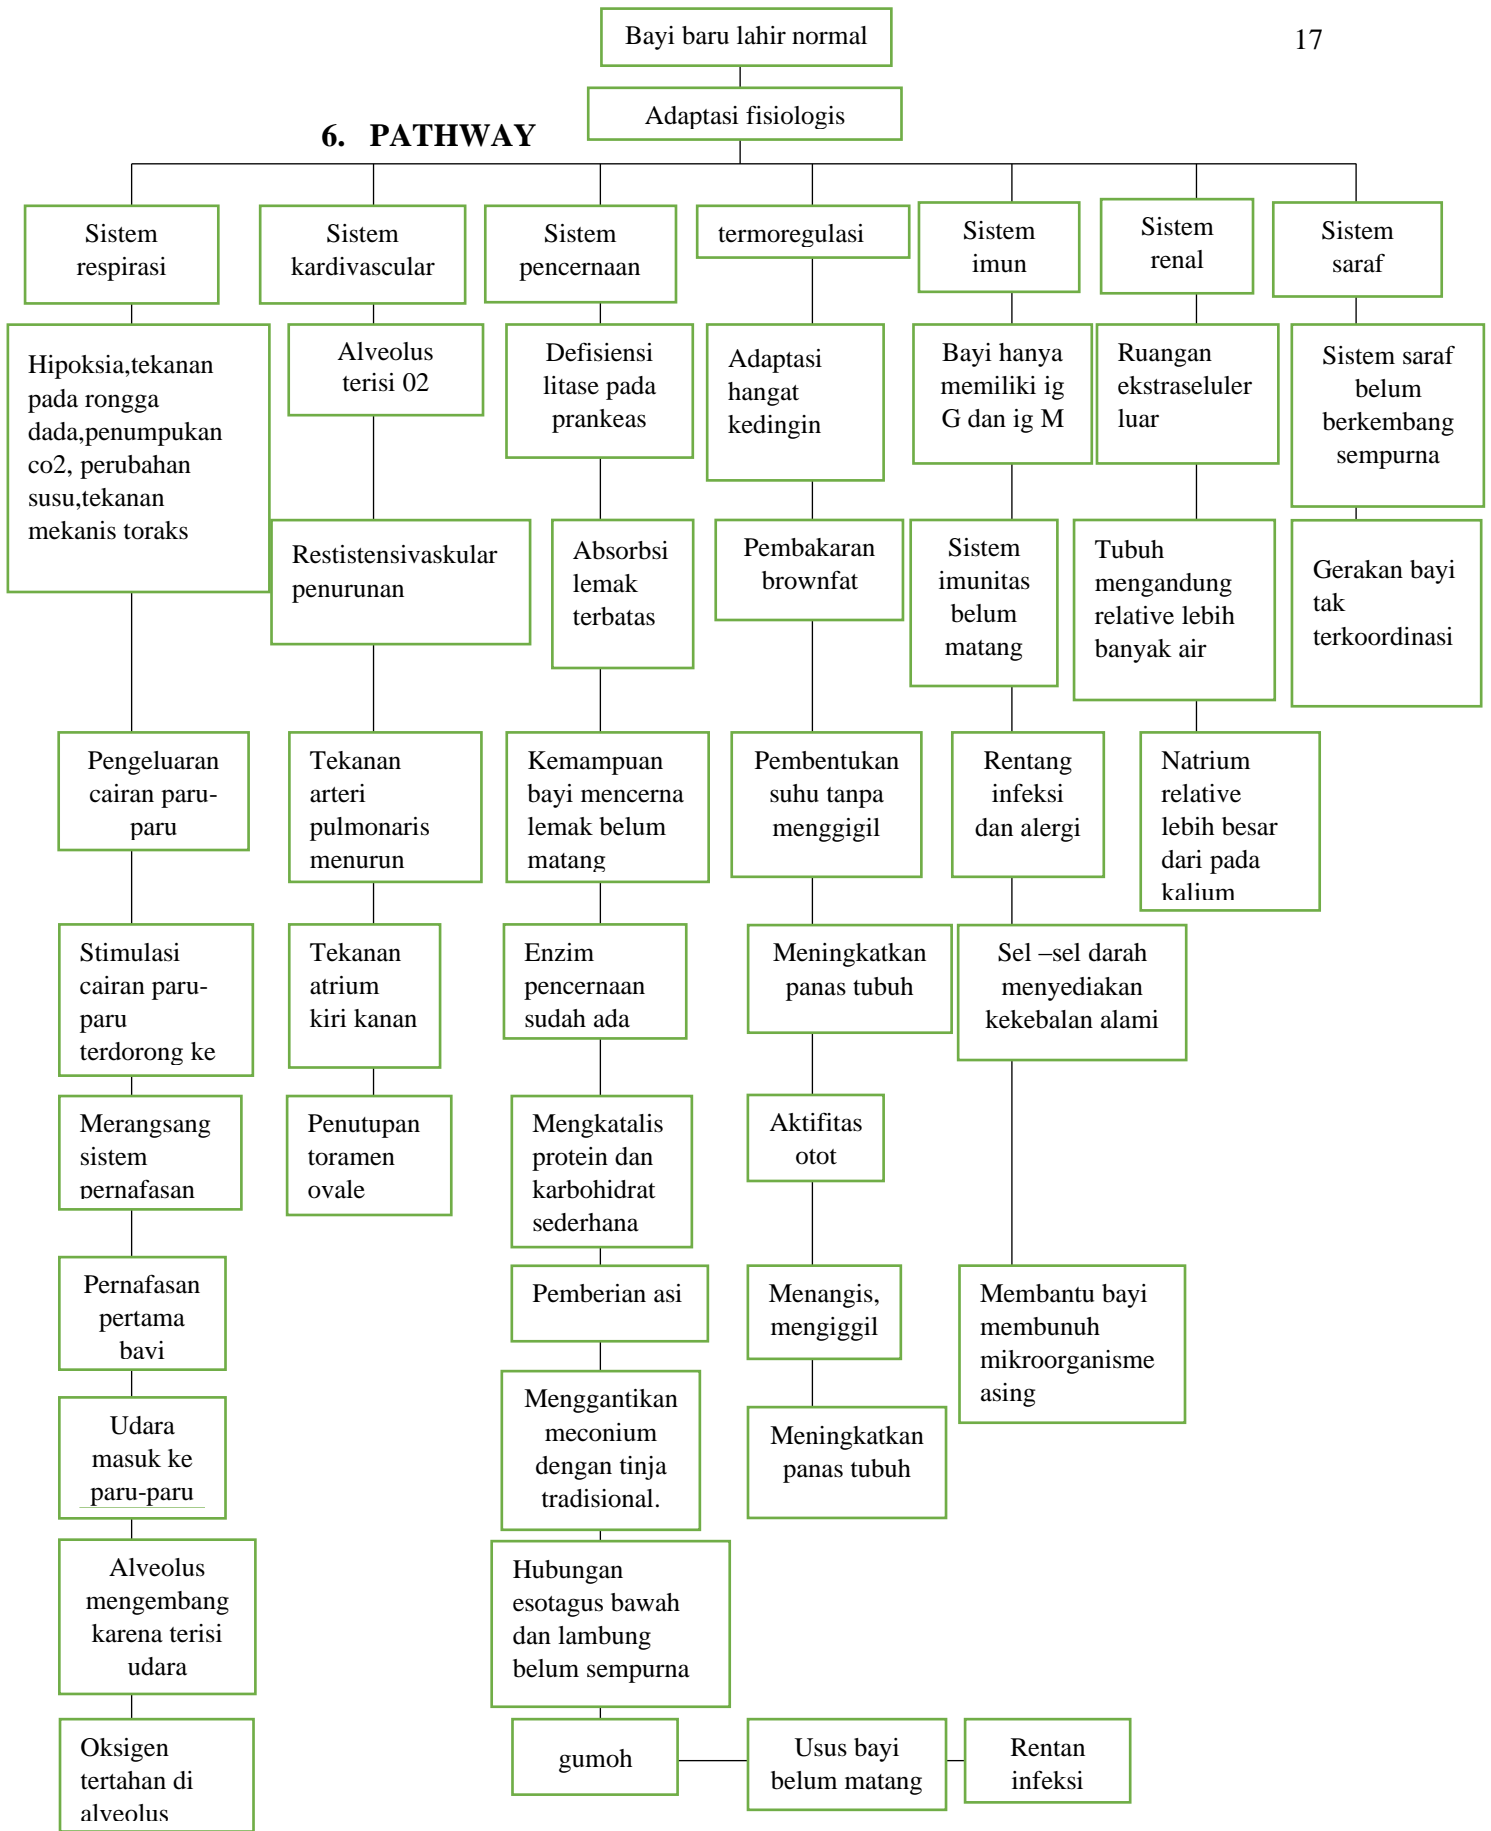 17
Bayi baru lahir normal
Adaptasi fisiologis
6. PATHWAY
Sistem
respirasi
Hipoksia,tekanan
pada rongga
dada,penumpukan
co2, perubahan
susu,tekanan
mekanis toraks
Pengeluaran
cairan paru-
paru
Stimulasi
cairan paru-
paru
terdorong ke
Merangsang
sistem
pernafasan
Pernafasan
pertama
bayi
Udara
masuk ke
paru-paru
Alveolus
mengembang
karena terisi
udara
Oksigen
tertahan di
alveolus
Sistem
kardivascular
Alveolus
terisi 02
Restistensivaskular
penurunan
Tekanan
arteri
pulmonaris
menurun
Tekanan
atrium
kiri kanan
Penutupan
toramen
ovale
Sistem
pencernaan
Defisiensi
litase pada
prankeas
Absorbsi
lemak
terbatas
Kemampuan
bayi mencerna
lemak belum
matang
Enzim
pencernaan
sudah ada
Mengkatalis
protein dan
karbohidrat
sederhana
Pemberian asi
Menggantikan
meconium
dengan tinja
tradisional.
Hubungan
esotagus bawah
dan lambung
belum sempurna
gumoh
Usus bayi
belum matang
Rentan
infeksi
termoregulasi
Adaptasi
hangat
kedingin
Pembakaran
brownfat
Pembentukan
suhu tanpa
menggigil
Meningkatkan
panas tubuh
Aktifitas
otot
Menangis,
mengiggil
Meningkatkan
panas tubuh
Sistem
imun
Bayi hanya
memiliki ig
G dan ig M
Sistem
imunitas
belum
matang
Rentang
infeksi
dan alergi
Sel –sel darah
menyediakan
kekebalan alami
Membantu bayi
membunuh
mikroorganisme
asing
Sistem
renal
Ruangan
ekstraseluler
luar
Tubuh
mengandung
relative lebih
banyak air
Natrium
relative
lebih besar
dari pada
kalium
Sistem
saraf
Sistem saraf
belum
berkembang
sempurna
Gerakan bayi
tak
terkoordinasi